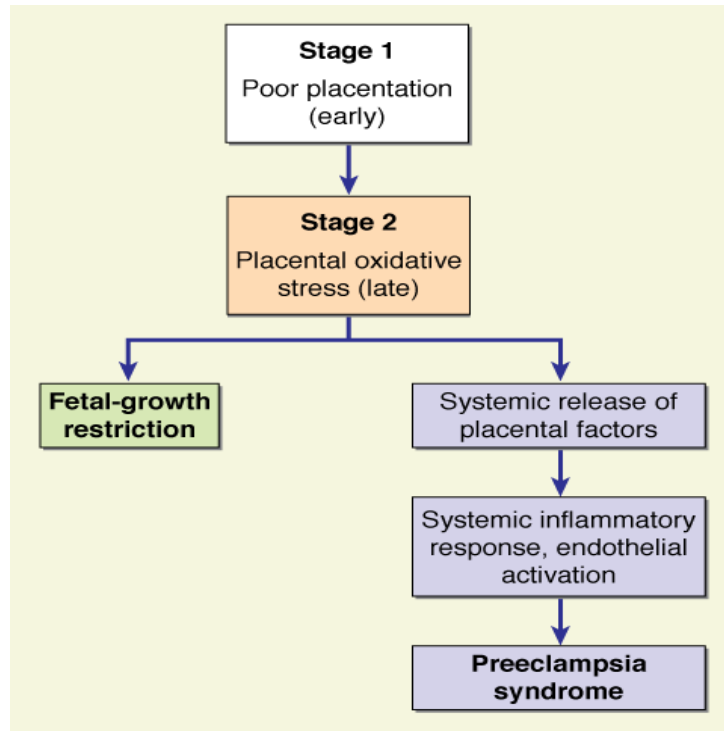 Stage 1
Poor placentation
(early)
Stage 2
Placental oxidative
stress (late)
Fetal-growth
restriction
Systemic release of
placental factors
Systemic inflammatory
response, endothelial
activation
Preeclampsia
syndrome